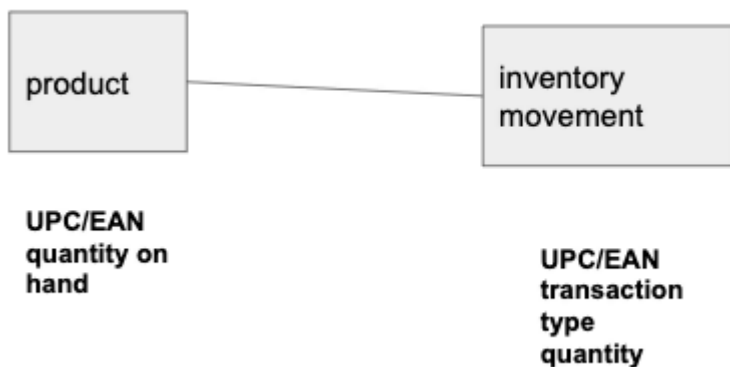 product
inventory
movement
UPC/EAN
quantity on
hand
UPC/EAN
transaction
type
quantity